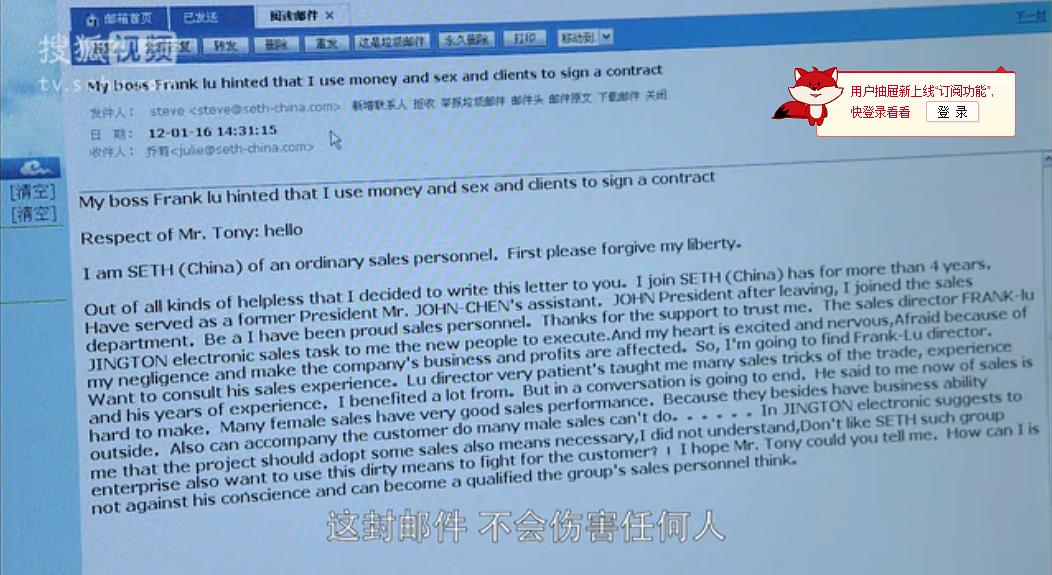 邮箱首页 已发送 阅读邮件 ×
下一封
搜狐视频
转发 删除 重发 这是垃圾邮件 永久删除 打印 移动到
My boss Frank lu hinted that I use money and sex and clients to sign a contract
发件人： steve <steve@seth-china.com> 新增联系人 拒收 举报垃圾邮件 邮件头 邮件原文 下载邮件 关闭
日 期： 12-01-16 14:31:15
收件人： 乔莉<julie@seth-china.com>
用户抽屉新上线“订阅功能”,
快登录看看 登 录
[清空]
[清空]
My boss Frank lu hinted that I use money and sex and clients to sign a contract
Respect of Mr. Tony: hello
I am SETH (China) of an ordinary sales personnel. First please forgive my liberty.
Out of all kinds of helpless that I decided to write this letter to you. I join SETH (China) has for more than 4 years.
Have served as a former President Mr. JOHN-CHEN's assistant. JOHN President after leaving, I joined the sales
department. Be a I have been proud sales personnel. Thanks for the support to trust me. The sales director FRANK-lu
JINGTON electronic sales task to me the new people to execute.And my heart is excited and nervous,Afraid because of
my negligence and make the company's business and profits are affected. So, I'm going to find Frank-Lu director.
Want to consult his sales experience. Lu director very patient's taught me many sales tricks of the trade, experience
and his years of experience. I benefited a lot from. But in a conversation is going to end. He said to me now of sales is
hard to make. Many female sales have very good sales performance. Because they besides have business ability
outside. Also can accompany the customer do many male sales can't do. . . . . . In JINGTON electronic suggests to
me that the project should adopt some sales also means necessary,I did not understand,Don't like SETH such group
enterprise also want to use this dirty means to fight for the customer? ! I hope Mr. Tony could you tell me. How can I is
not against his conscience and can become a qualified the group's sales personnel think.
这封邮件 不会伤害任何人